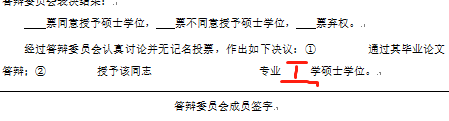 答辩委员会表决结果：
____票同意授予硕士学位，____票不同意授予硕士学位，____票弃权。
经过答辩委员会认真讨论并无记名投票，作出如下决议：① 通过其毕业论文
答辩；② 授予该同志 专业 工 学硕士学位。
答辩委员会成员签字